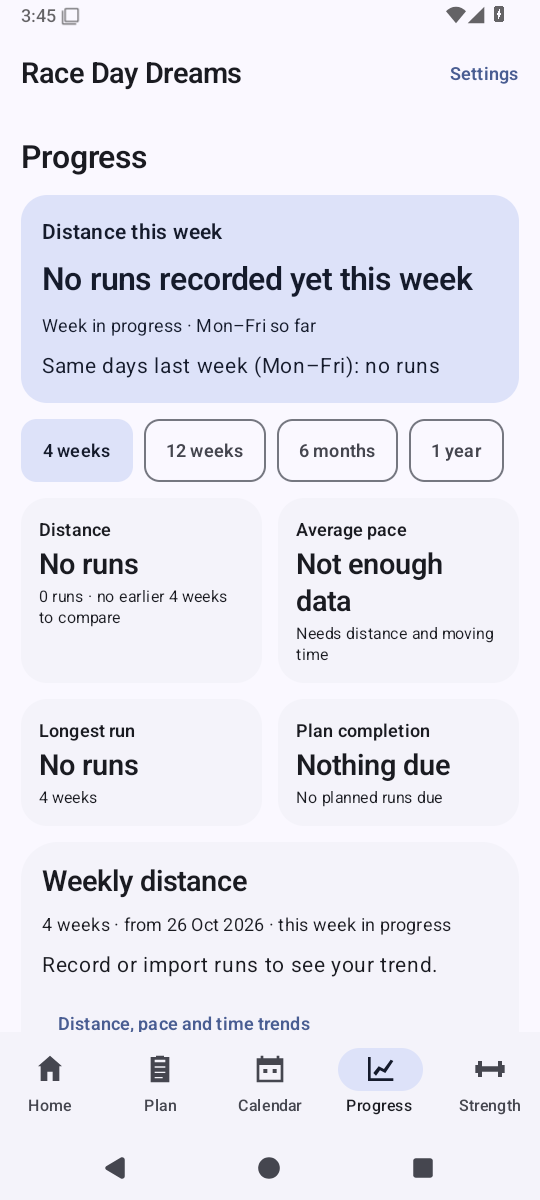 3:45
Race Day Dreams
Settings
Progress
Distance this week
No runs recorded yet this week
Week in progress · Mon–Fri so far
Same days last week (Mon–Fri): no runs
4 weeks
12 weeks
6 months
1 year
Distance
No runs
0 runs · no earlier 4 weeks
to compare
Average pace
Not enough
data
Needs distance and moving
time
Longest run
No runs
4 weeks
Plan completion
Nothing due
No planned runs due
Weekly distance
4 weeks · from 26 Oct 2026 · this week in progress
Record or import runs to see your trend.
Distance, pace and time trends
Home
Plan
Calendar
Progress
Strength